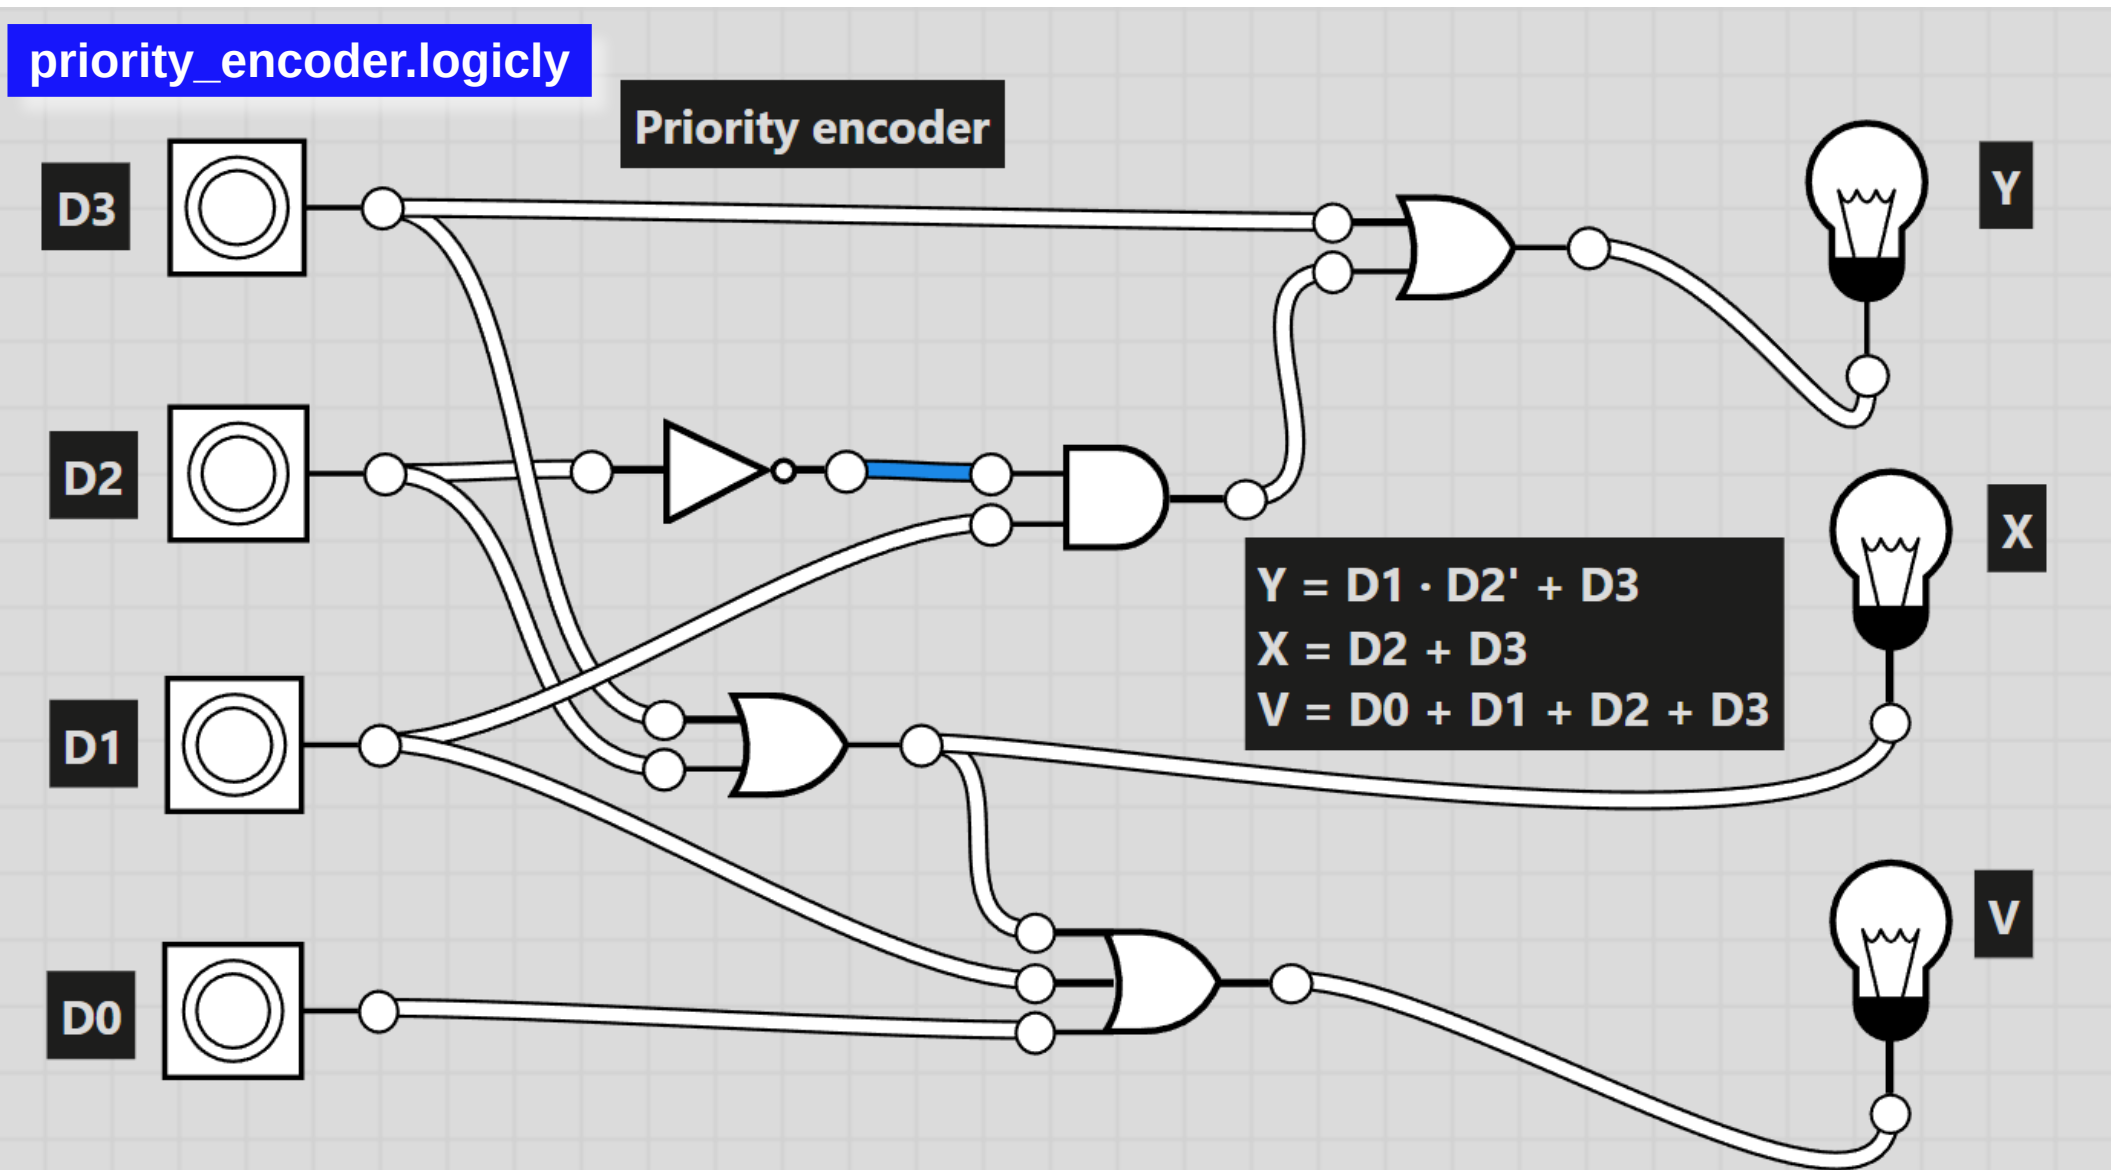 priority_encoder.logicly
Priority encoder
D3
Y
D2
X
Y = D1 · D2' + D3
X = D2 + D3
V = D0 + D1 + D2 + D3
D1
V
D0